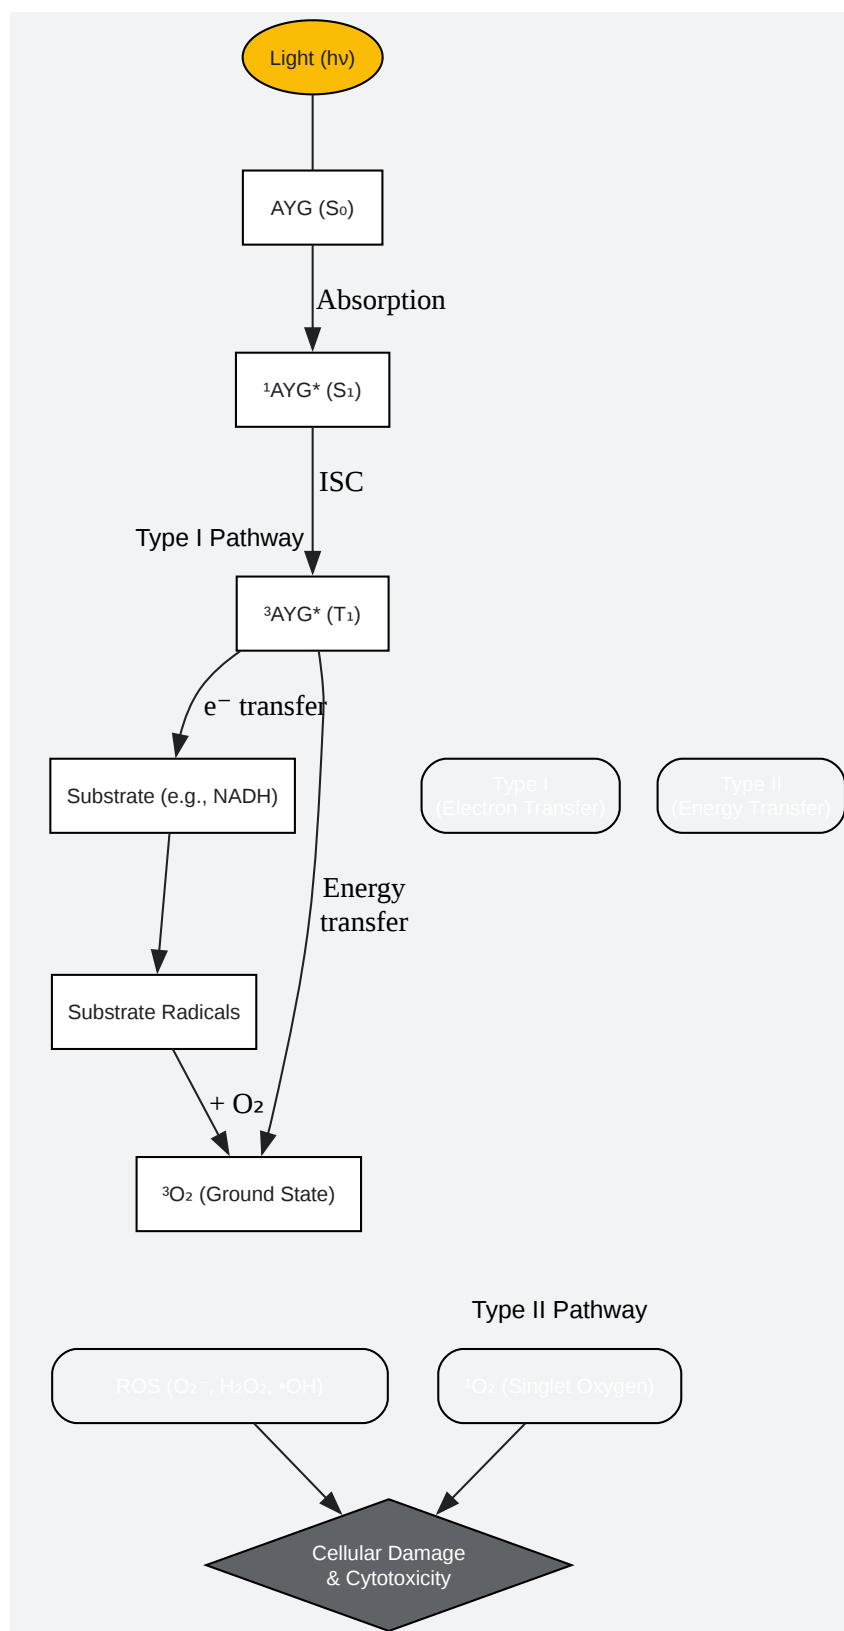 Light (hν)
AYG (S₀)
Absorption
¹AYG* (S₁)
ISC
Type I Pathway
³AYG* (T₁)
e⁻ transfer
Substrate (e.g., NADH)
Type I
(Electron Transfer)
Type II
(Energy Transfer)
Energy
transfer
Substrate Radicals
+ O₂
³O₂ (Ground State)
Type II Pathway
ROS (O₂⁻, H₂O₂, •OH)
¹O₂ (Singlet Oxygen)
Cellular Damage
& Cytotoxicity